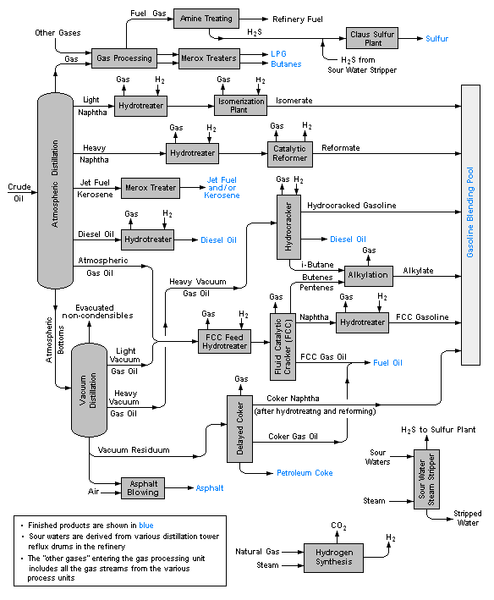 Fuel Gas
Amine Treating
Refinery Fuel
Other Gases
H2S
Claus Sulfur
Plant
Sulfur
Gas
Gas Processing
Merox Treaters
LPG
Butanes
H2S from
Sour Water Stripper
Light
Naphtha
Gas
H2
Hydrotreater
Gas
H2
Isomerization
Plant
Isomerate
Atmospheric Distillation
Heavy
Naphtha
Gas
H2
Hydrotreater
Gas
H2
Catalytic
Reformer
Reformate
Gasoline Blending Pool
Crude
Oil
Jet Fuel
Kerosene
Merox Treater
Jet Fuel
and/or
Kerosene
Gas
H2
Hydrocracker
Hydrocracked Gasoline
Diesel Oil
Gas
H2
Diesel Oil
Hydrotreater
Diesel Oil
Atmospheric
Gas Oil
i-Butane
Butenes
Pentenes
Gas
Alkylation
Alkylate
Heavy Vacuum
Gas Oil
Atmospheric
Bottoms
Evacuated
non-condensibles
Gas
H2
FCC Feed
Hydrotreater
Gas
Fluid Catalytic
Cracker (FCC)
Naphtha
Gas
H2
Hydrotreater
FCC Gasoline
FCC Gas Oil
Fuel Oil
Vacuum
Distillation
Light
Vacuum
Gas Oil
Heavy
Vacuum
Gas Oil
Gas
Delayed Coker
Coker Naphtha
(after hydrotreatng and reforming)
Coker Gas Oil
Petroleum Coke
Vacuum Residuum
Air
Asphalt
Blowing
Asphalt
H2S to Sulfur Plant
Sour
Waters
Sour Water
Steam Stripper
Steam
Stripped
Water
• Finished products are shown in blue
• Sour waters are derived from various distillation tower
reflux drums in the refinery
• The "other gases" entering the gas processing unit
includes all the gas streams from the various
process units
CO2
H2
Natural Gas
Steam
Hydrogen
Synthesis